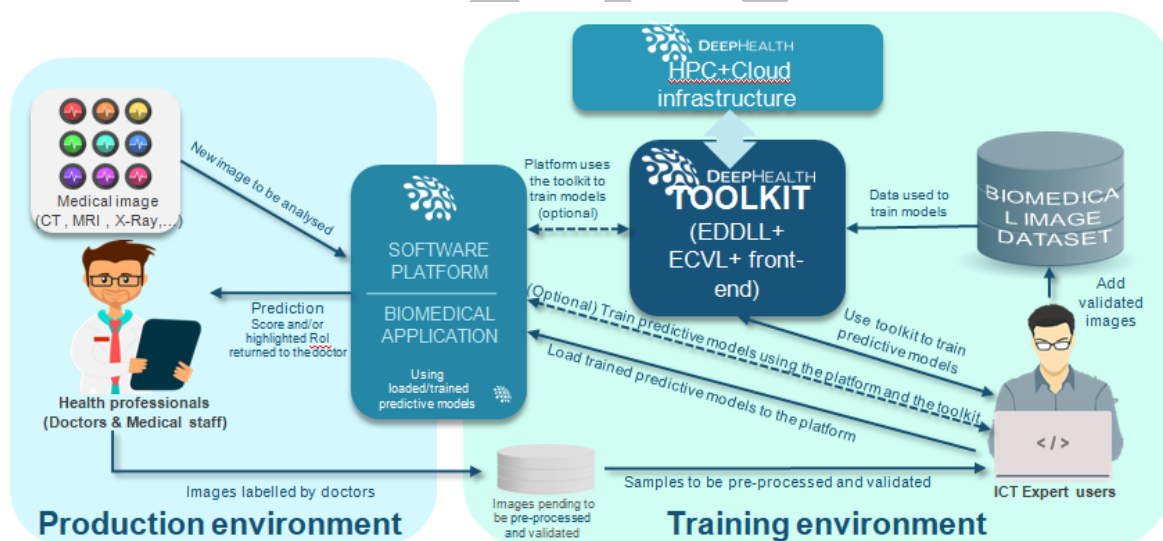 DEEPHEALTH
HPC+Cloud
infrastructure
Medical image
(CT , MRI , X-Ray,...)
New image to be analysed
SOFTWARE
PLATFORM
BIOMEDICAL
APPLICATION
Using
loaded/trained
predictive models
Platform uses
the toolkit to
train models
(optional)
DEEPHEALTH
TOOLKIT
(EDDLL+
ECVL+ front-
end)
Data used to
train models
BIOMEDICA
L IMAGE
DATASET
Add
validated
images
Prediction
Score and/or
highlighted RoI
returned to the doctor
Health professionals
(Doctors & Medical staff)
Use toolkit to train
predictive models
(Optional) Train predictive models using the platform and the toolkit
Load trained predictive models to the platform
</>
ICT Expert users
Images labelled by doctors
Images pending to
be pre-processed
and validated
Samples to be pre-processed and validated
Production environment
Training environment